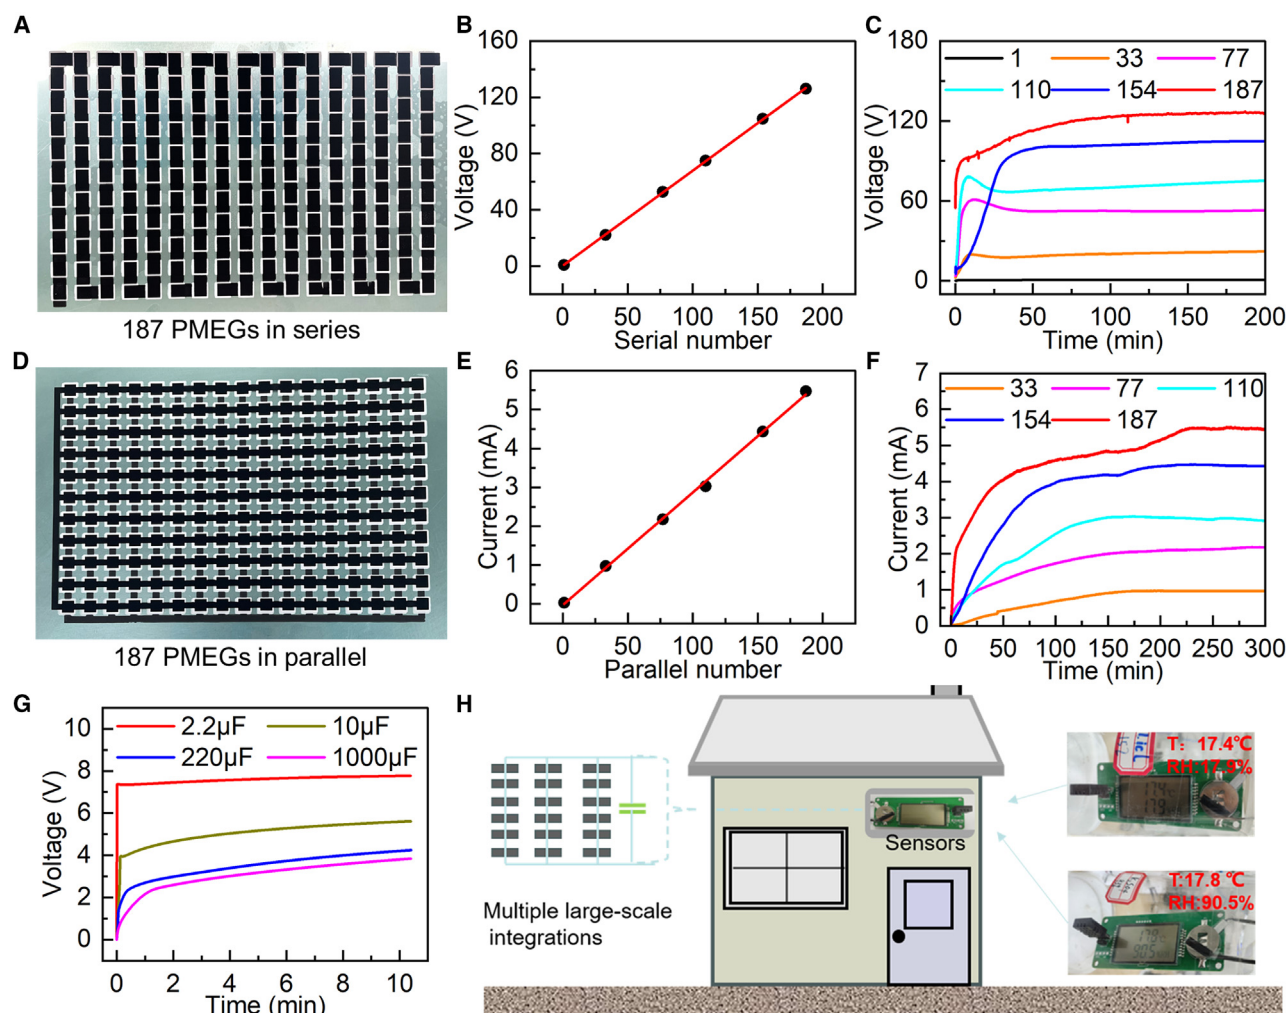 A
187 PMEGs in series
B
160
120
80
40
0
Voltage (V)
0 50 100 150 200
Serial number
C
180
120
60
0
Voltage (V)
1 33 77
110 154 187
0 50 100 150 200
Time (min)
D
187 PMEGs in parallel
E
6
5
4
3
2
1
0
Current (mA)
0 50 100 150 200
Parallel number
F
7
6
5
4
3
2
1
0
Current (mA)
33 77 110
154 187
0 50 100 150 200 250 300
Time (min)
G
10
8
6
4
2
0
Voltage (V)
2.2µF 10µF
220µF 1000µF
0 2 4 6 8 10
Time (min)
H
Multiple large-scale
integrations
Sensors
T: 17.4℃
RH:17.9%
T:17.8 ℃
RH:90.5%